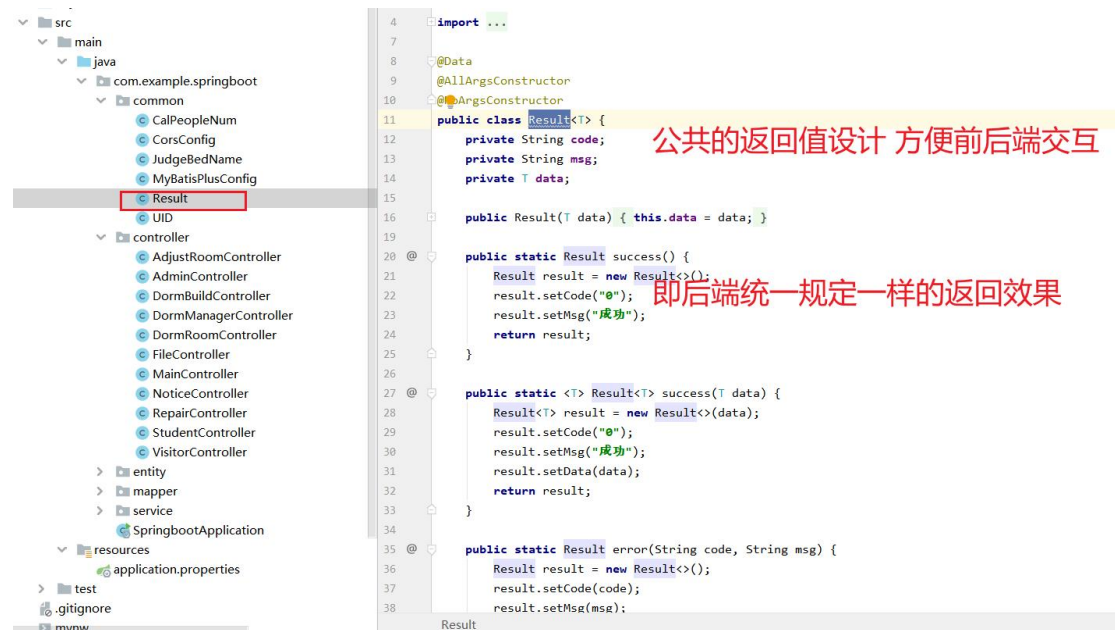 src
main
java
com.example.springboot
common
CalPeopleNum
CorsConfig
JudgeBedName
MyBatisPlusConfig
Result
UID
controller
AdjustRoomController
AdminController
DormBuildController
DormManagerController
DormRoomController
FileController
MainController
NoticeController
RepairController
StudentController
VisitorController
entity
mapper
service
SpringbootApplication
resources
application.properties
test
.gitignore
4 import ...
7
8 @Data
9 @AllArgsConstructor
10 @NoArgsConstructor
11 public class Result<T> {
12 private String code;
13 private String msg;
14 private T data;
15
16 public Result(T data) { this.data = data; }
19
20 @ public static Result success() {
21 Result result = new Result<>();
22 result.setCode("0");
23 result.setMsg("成功");
24 return result;
25 }
26
27 @ public static <T> Result<T> success(T data) {
28 Result<T> result = new Result<>(data);
29 result.setCode("0");
30 result.setMsg("成功");
31 result.setData(data);
32 return result;
33 }
34
35 @ public static Result error(String code, String msg) {
36 Result result = new Result<>();
37 result.setCode(code);
38 result.setMsg(msg);
Result
公共的返回值设计 方便前后端交互
即后端统一规定一样的返回效果